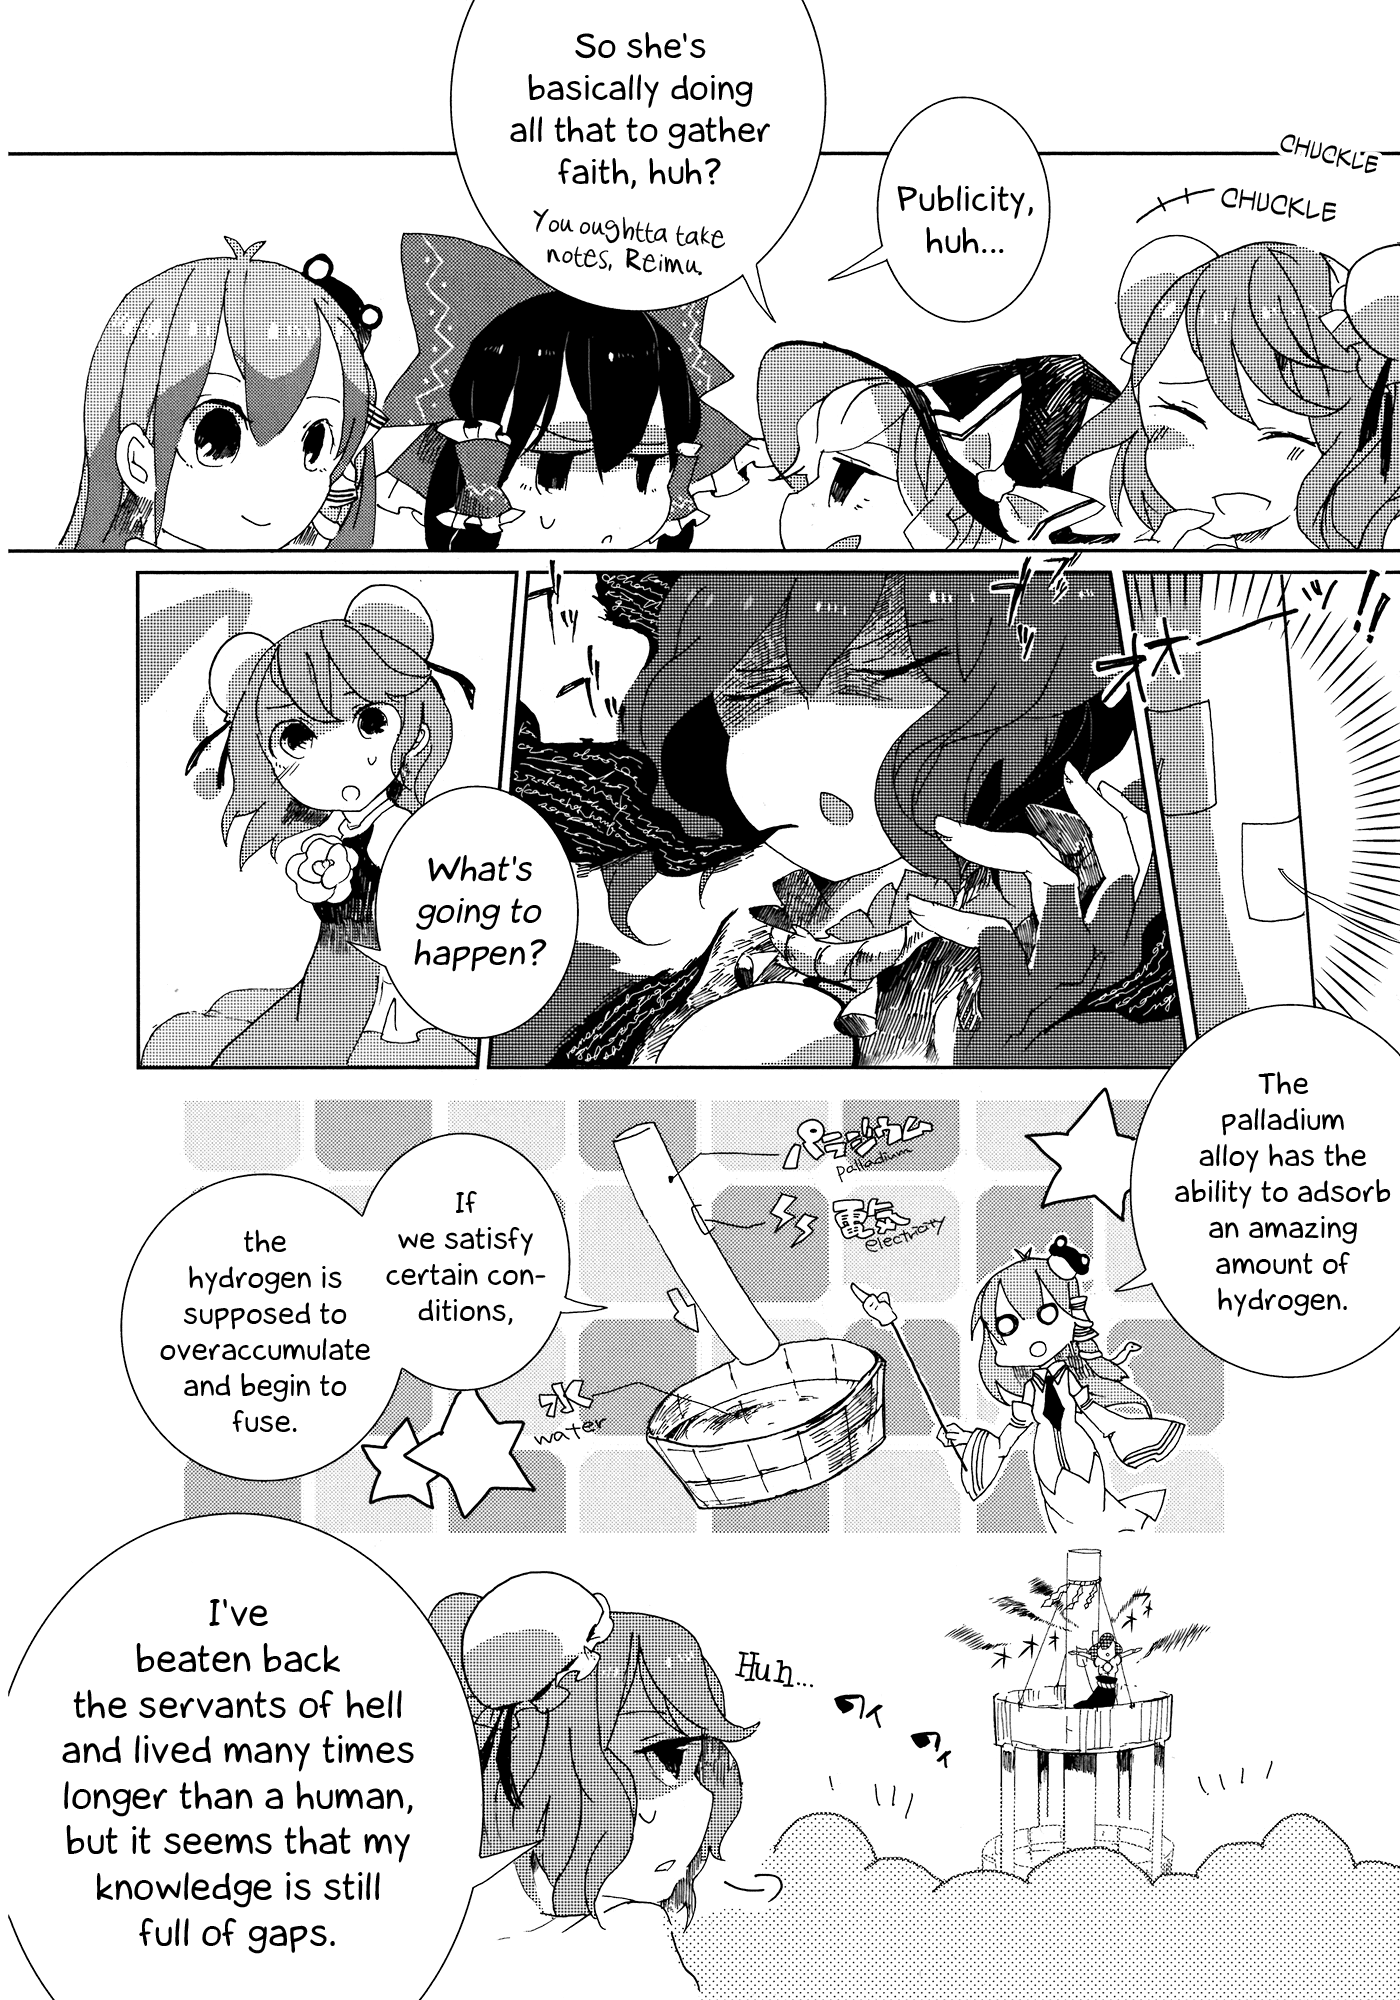 CHUCKLE
CHUCKLE
Publicity,
huh...
So she's
basically doing
all that to gather
faith, huh?
You oughtta take
notes, Reimu.
What's
going to
happen?
The
palladium
alloy has the
ability to adsorb
an amazing
amount of
hydrogen.
パラジウム
palladium
電気
electricity
水
water
If
we satisfy
certain con-
ditions,
the
hydrogen is
supposed to
overaccumulate
and begin to
fuse.
Huh...
I've
beaten back
the servants of hell
and lived many times
longer than a human,
but it seems that my
knowledge is still
full of gaps.